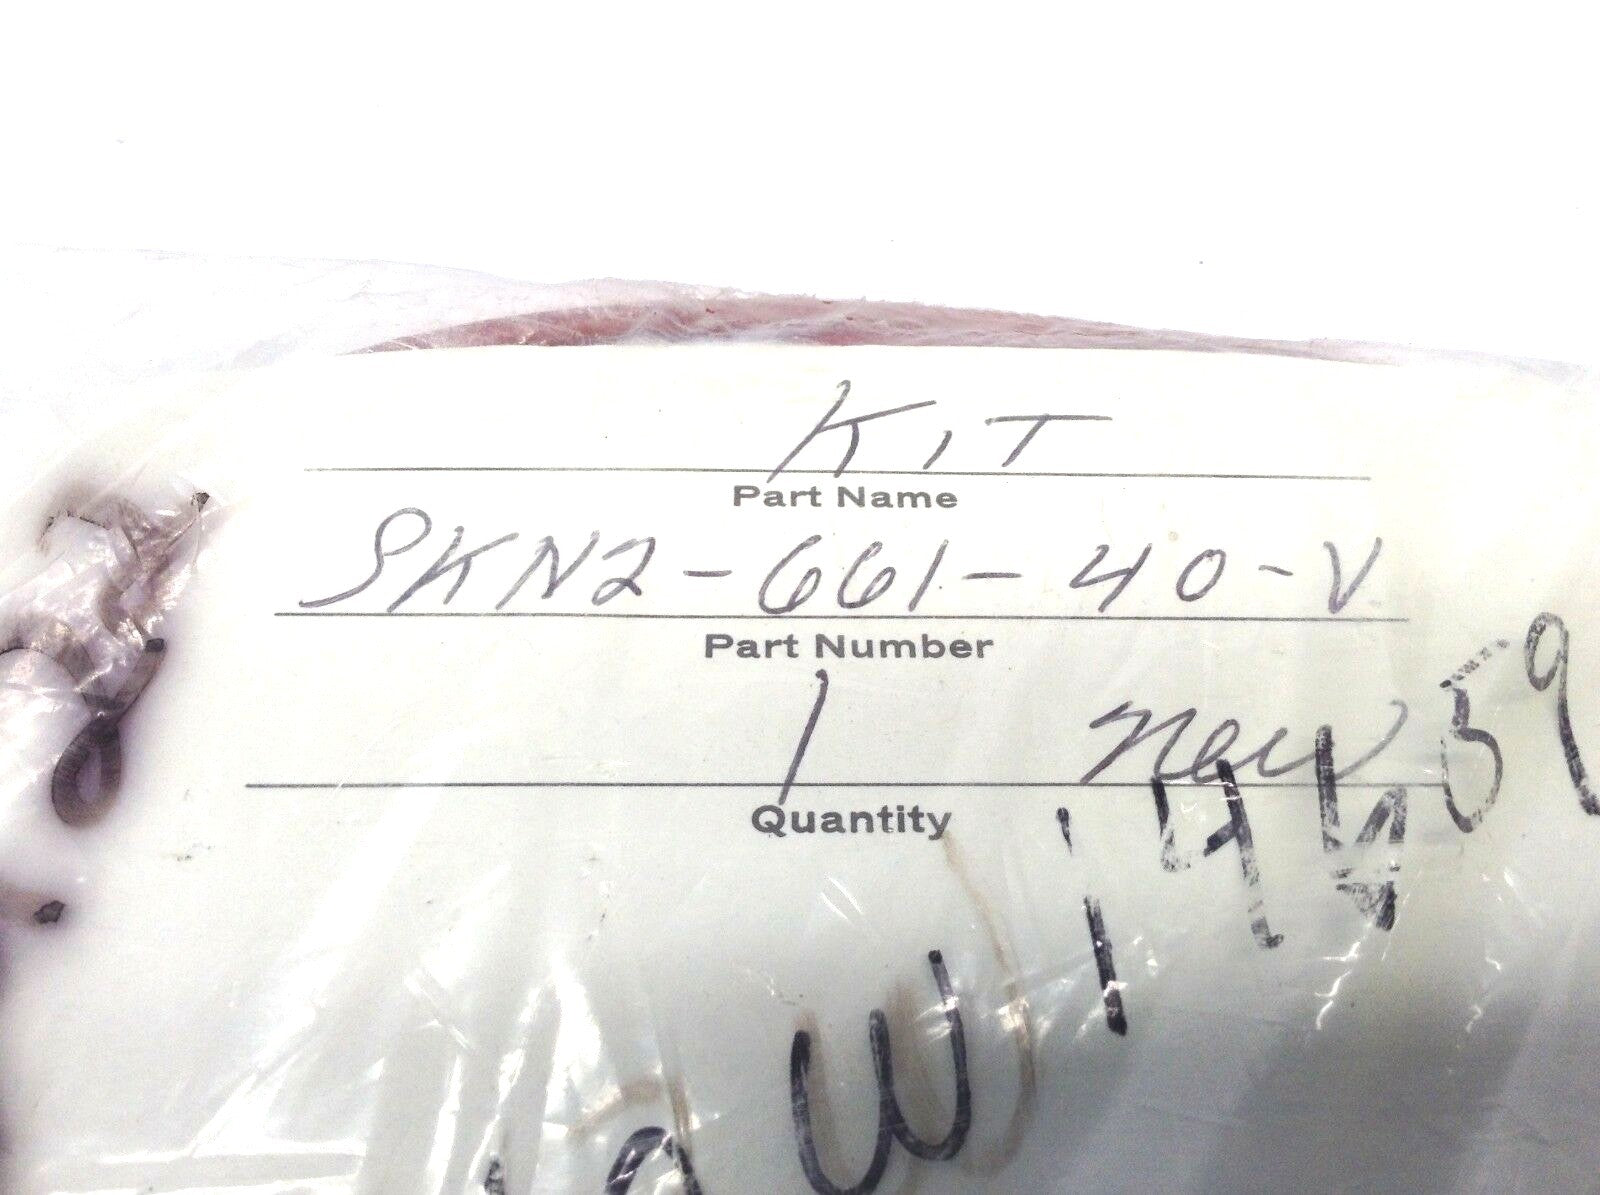 KIT
Part Name
SKN2-661-40-V
Part Number
1 new
Quantity